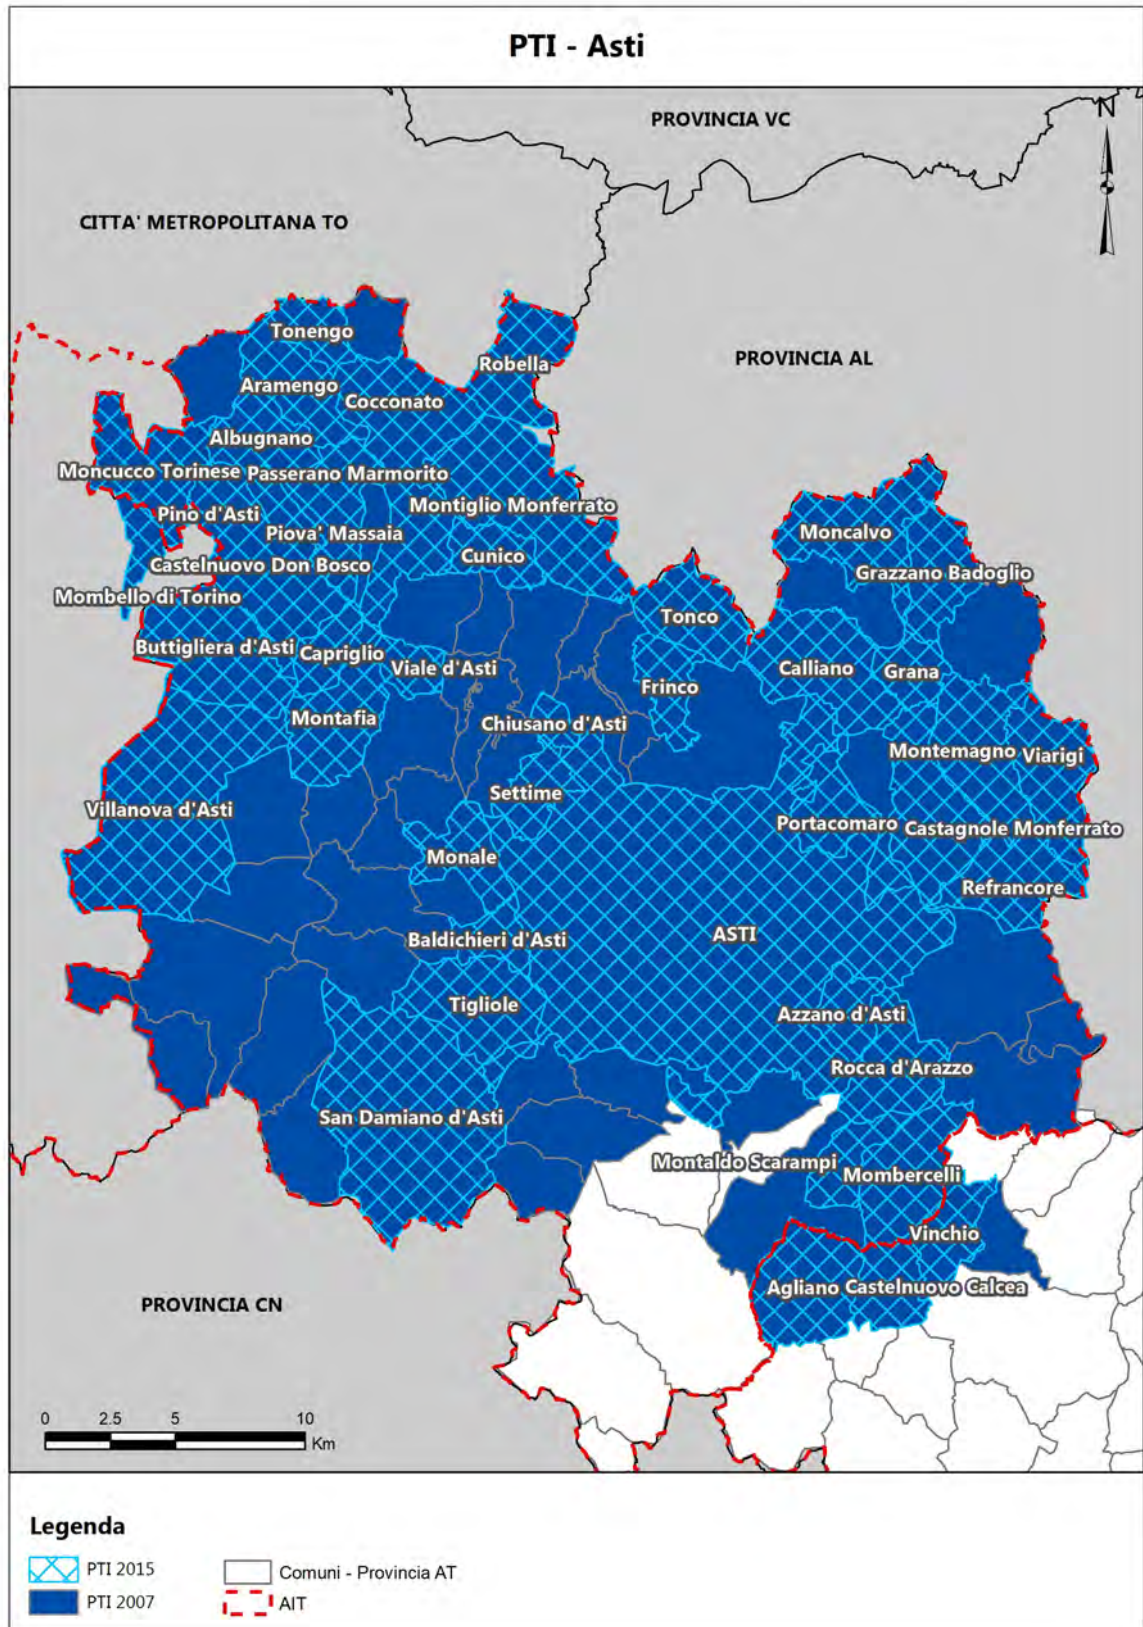 PTI - Asti
PROVINCIA VC
N
CITTA' METROPOLITANA TO
Tonengo
Robella
PROVINCIA AL
Aramengo
Cocconato
Albugnano
Moncucco Torinese
Passerano Marmorito
Montiglio Monferrato
Pino d'Asti
Piova' Massaia
Moncalvo
Cunico
Castelnuovo Don Bosco
Grazzano Badoglio
Mombello di Torino
Tonco
Buttigliera d'Asti
Capriglio
Viale d'Asti
Calliano
Grana
Frinco
Montafia
Chiusano d'Asti
Montemagno
Viarigi
Settime
Villanova d'Asti
Portacomaro
Castagnole Monferrato
Monale
Refrancore
Baldichieri d'Asti
ASTI
Tigliole
Azzano d'Asti
Rocca d'Arazzo
San Damiano d'Asti
Montaldo Scarampi
Mombercelli
Vinchio
Agliano
Castelnuovo Calcea
PROVINCIA CN
0 2.5 5 10
Km
Legenda
PTI 2015
PTI 2007
Comuni - Provincia AT
AIT